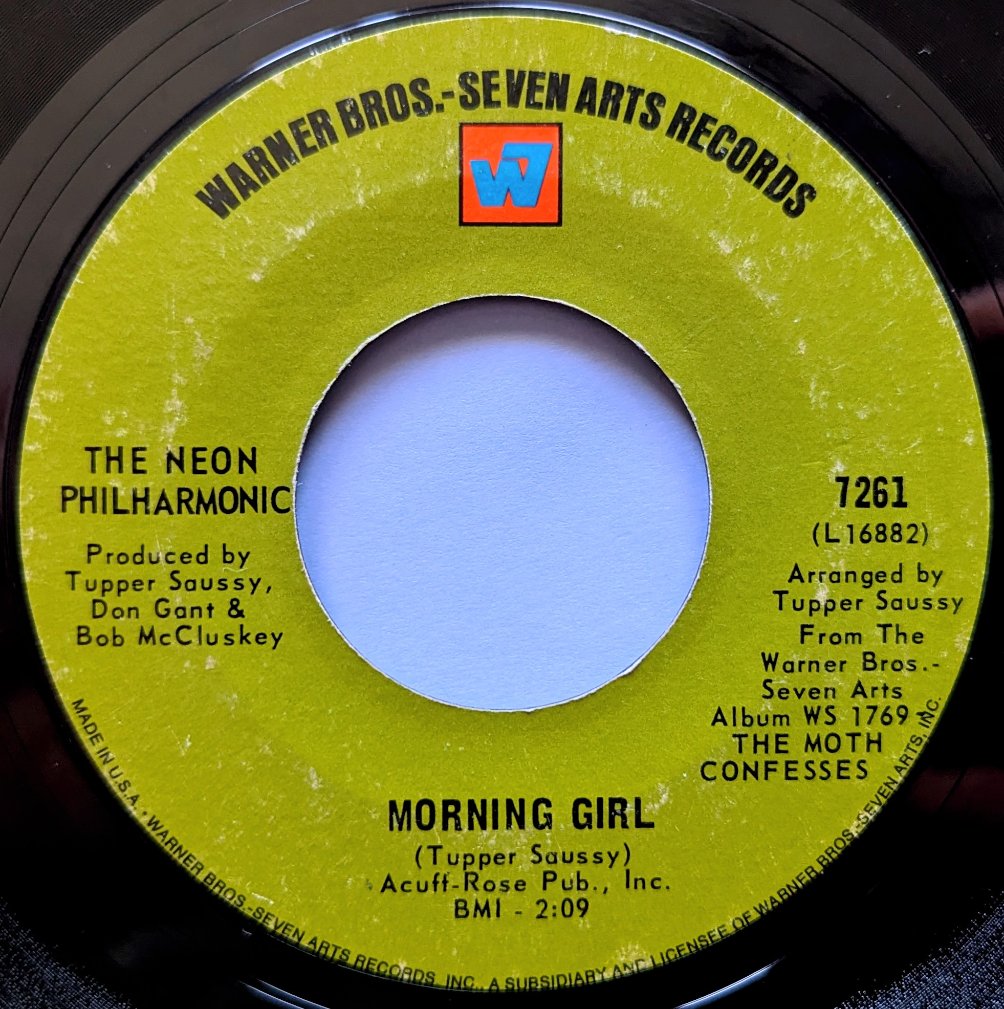 WARNER BROS.-SEVEN ARTS RECORDS
W7
THE NEON
PHILHARMONIC
Produced by
Tupper Saussy,
Don Gant &
Bob McCluskey
7261
(L16882)
Arranged by
Tupper Saussy
From The
Warner Bros.-
Seven Arts
Album WS 1769
THE MOTH
CONFESSES
MORNING GIRL
(Tupper Saussy)
Acuff-Rose Pub., Inc.
BMI - 2:09
MADE IN U.S.A. • WARNER BROS.-SEVEN ARTS RECORDS, INC., A SUBSIDIARY AND LICENSEE OF WARNER BROS.-SEVEN ARTS, INC.